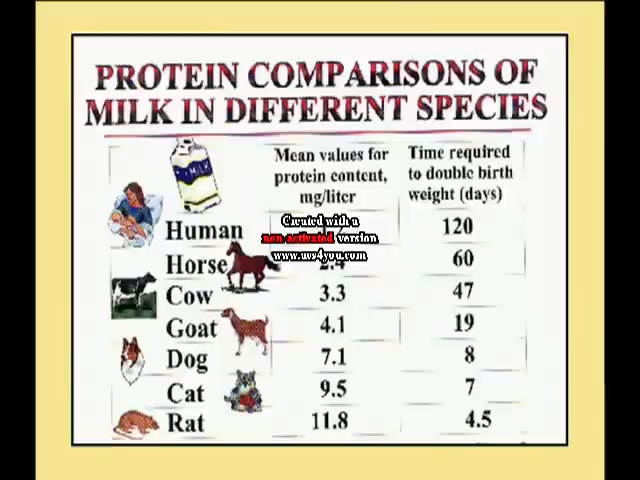 PROTEIN COMPARISONS OF
MILK IN DIFFERENT SPECIES
MILK
Mean values for
protein content,
mg/liter
Time required
to double birth
weight (days)
Created with a
non-activated version
www.avs4you.com
Human 120
Horse 2.4 60
Cow 3.3 47
Goat 4.1 19
Dog 7.1 8
Cat 9.5 7
Rat 11.8 4.5